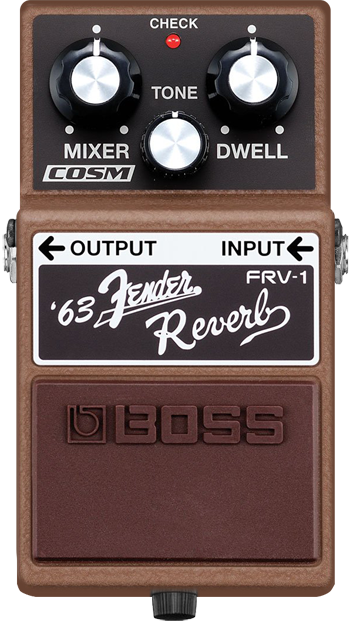 CHECK
TONE
MIXER DWELL
COSM
OUTPUT INPUT
FRV-1
'63 Fender
Reverb
BOSS